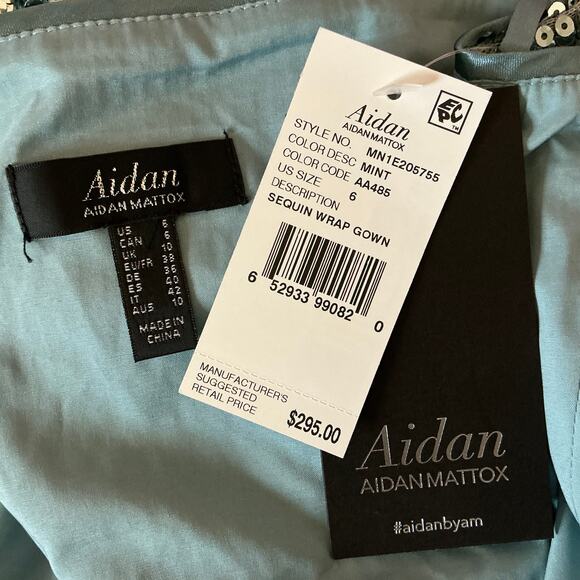 Aidan
AIDAN MATTOX
US 6
CAN 6
UK 10
EU/FR 38
DE 36
ES 40
IT 42
AUS 10
MADE IN
CHINA
Aidan
AIDAN MATTOX
EPC™
STYLE NO. MN1E205755
COLOR DESC MINT
COLOR CODE AA485
US SIZE 6
DESCRIPTION
SEQUIN WRAP GOWN
6 52933 99082 0
MANUFACTURER'S
SUGGESTED
RETAIL PRICE $295.00
Aidan
AIDAN MATTOX
#aidanbyam